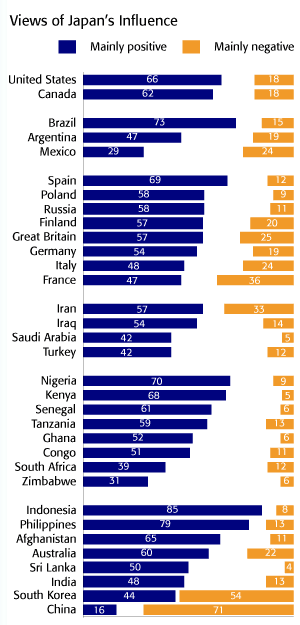 Views of Japan's Influence
Mainly positive Mainly negative
United States 66 18
Canada 62 18
Brazil 73 15
Argentina 47 19
Mexico 29 24
Spain 69 12
Poland 58 9
Russia 58 11
Finland 57 20
Great Britain 57 25
Germany 54 19
Italy 48 24
France 47 36
Iran 57 33
Iraq 54 14
Saudi Arabia 42 5
Turkey 42 12
Nigeria 70 9
Kenya 68 5
Senegal 61 6
Tanzania 59 13
Ghana 52 6
Congo 51 11
South Africa 39 12
Zimbabwe 31 6
Indonesia 85 8
Philippines 79 13
Afghanistan 65 11
Australia 60 22
Sri Lanka 50 4
India 48 13
South Korea 44 54
China 16 71